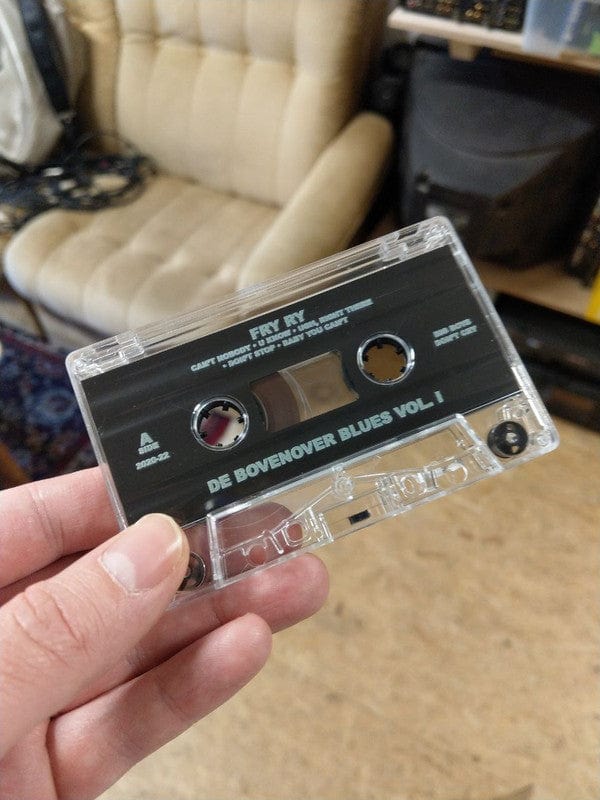 FRY RY
CAN'T NOBODY • U KNOW • UGH, RIGHT THERE
• DON'T STOP • BABY YOU CAN'T
BIG BOYS
DON'T CRY
A
SIDE
2020-22
DE BOVENOVER BLUES VOL. I